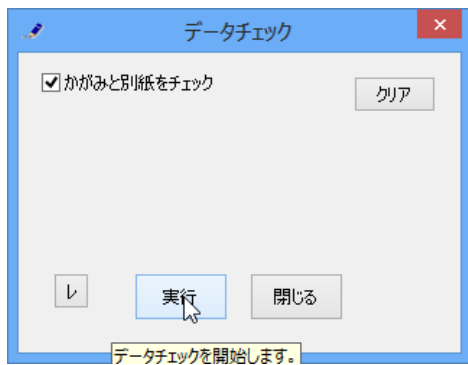 データチェック
かがみと別紙をチェック
クリア
レ
実行
閉じる
データチェックを開始します。